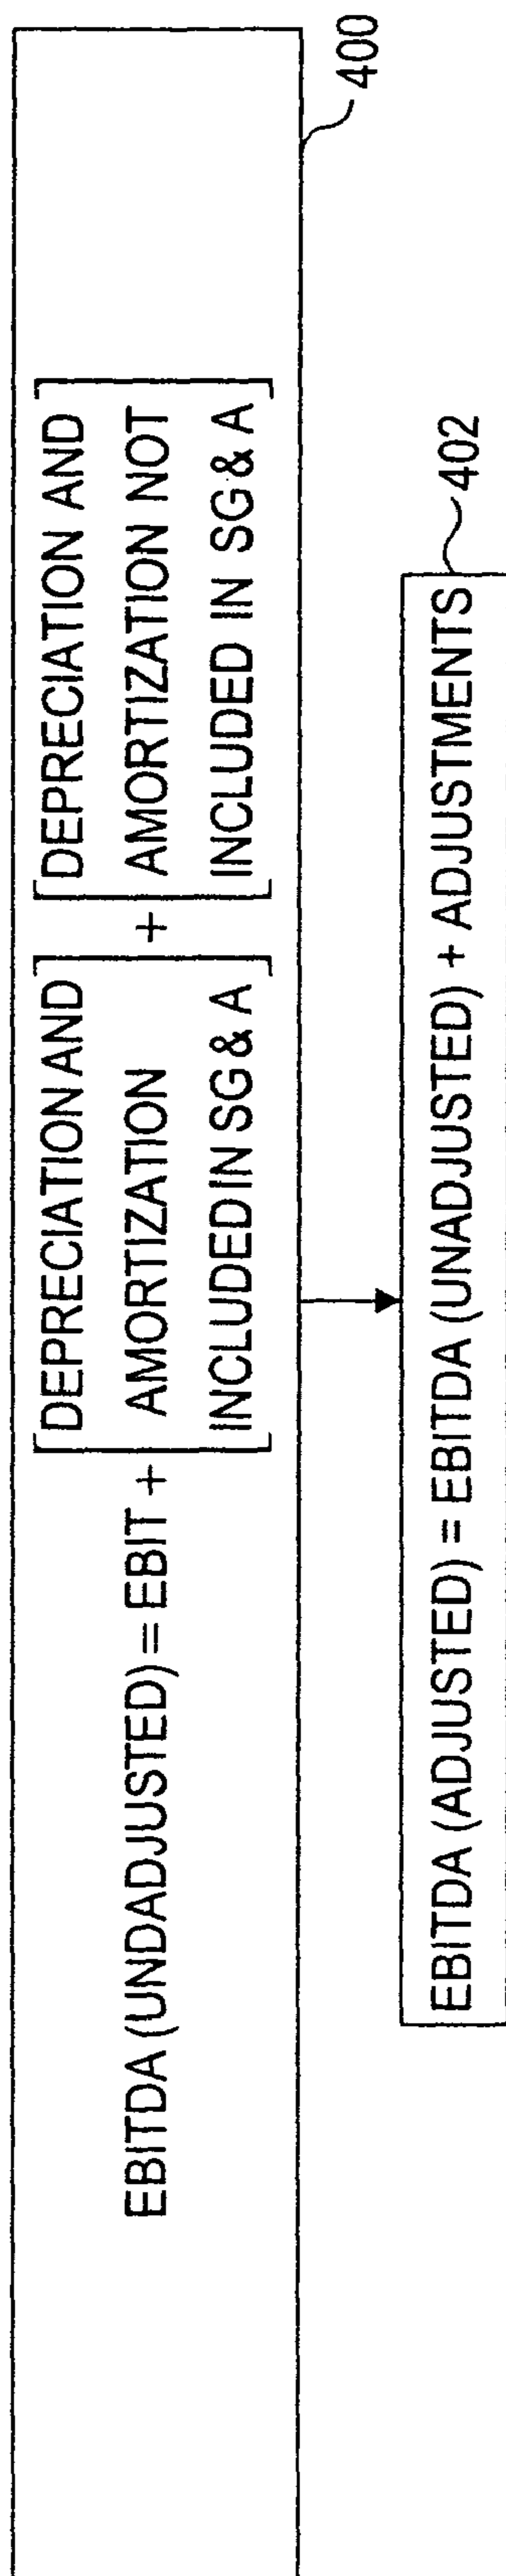 EBITDA (UNDADJUSTED) = EBIT + [DEPRECIATION AND AMORTIZATION INCLUDED IN SG & A] + [DEPRECIATION AND AMORTIZATION NOT INCLUDED IN SG & A]
400
EBITDA (ADJUSTED) = EBITDA (UNADJUSTED) + ADJUSTMENTS
402